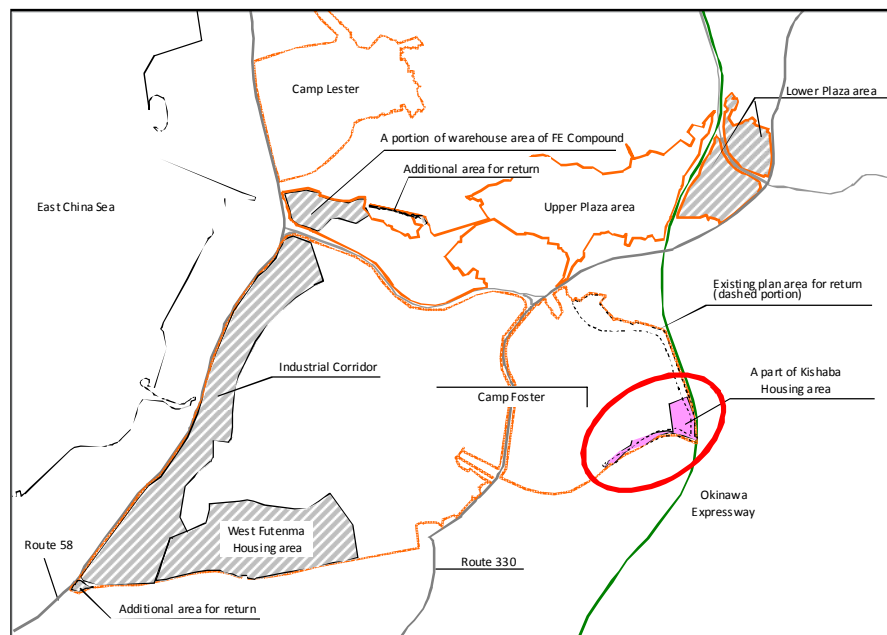 Camp Lester
Lower Plaza area
A portion of warehouse area of FE Compound
Additional area for return
East China Sea
Upper Plaza area
Existing plan area for return
(dashed portion)
Industrial Corridor
A part of Kishaba
Housing area
Camp Foster
Okinawa
Expressway
West Futenma
Housing area
Route 58
Route 330
Additional area for return